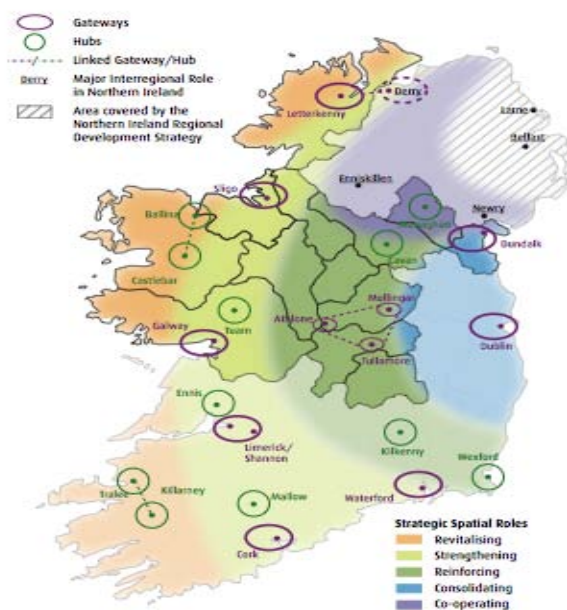 Gateways
Hubs
Linked Gateway/Hub
Derry Major Interregional Role
in Northern Ireland
Area covered by the
Northern Ireland Regional
Development Strategy
Derry
Letterkenny
Larne
Belfast
Enniskillen
Sligo
Newry
Ballina
Monaghan
Dundalk
Cavan
Castlebar
Mullingar
Athlone
Tuam
Galway
Dublin
Tullamore
Ennis
Limerick/
Shannon
Kilkenny
Wexford
Tralee
Killarney
Mallow
Waterford
Cork
Strategic Spatial Roles
Revitalising
Strengthening
Reinforcing
Consolidating
Co-operating